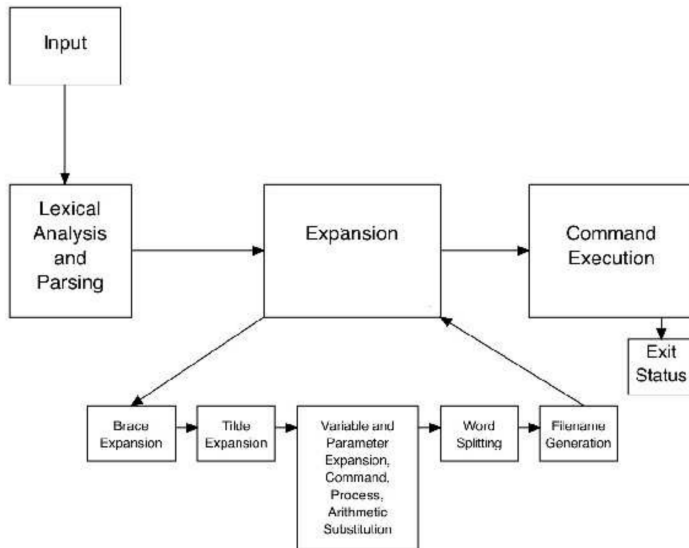 Input
Lexical
Analysis
and
Parsing
Expansion
Command
Execution
Exit
Status
Brace
Expansion
Tilde
Expansion
Variable and
Parameter
Expansion,
Command,
Process,
Arithmetic
Substitution
Word
Splitting
Filename
Generation